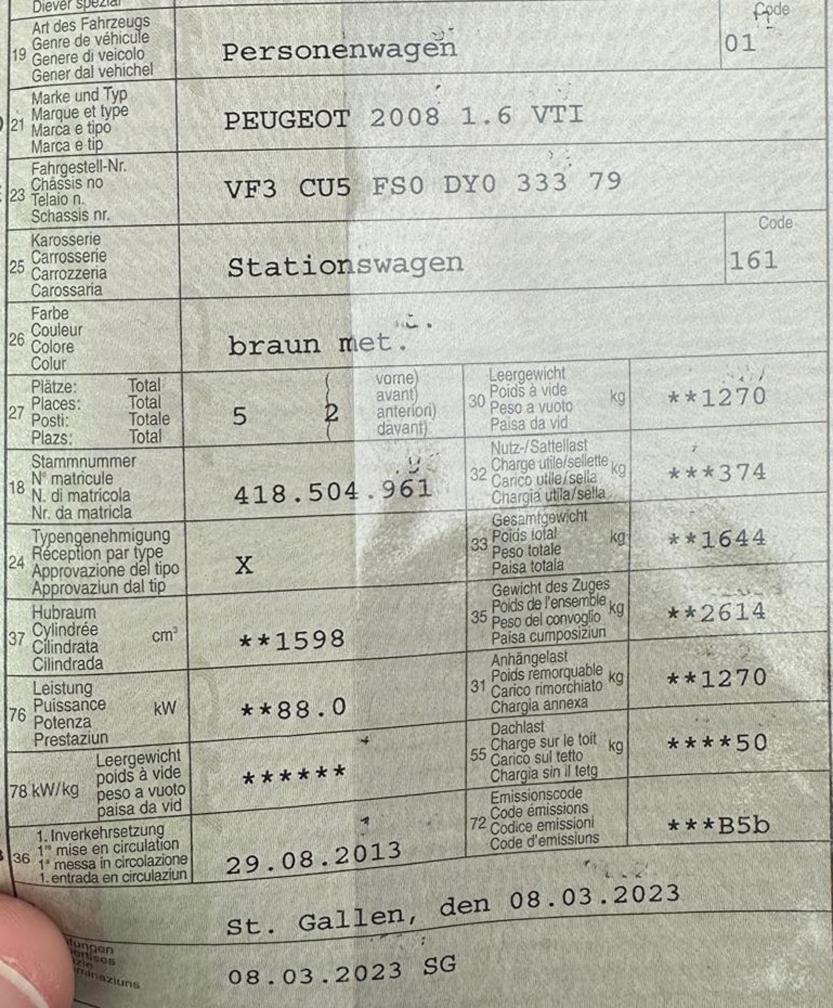 Diever spezial
Art des Fahrzeugs
Genre de véhicule
19 Genere di veicolo
Gener dal vehichel
Personenwagen
Code
01
Marke und Typ
21 Marque et type
Marca e tipo
Marca e tip
PEUGEOT 2008 1.6 VTI
Fahrgestell-Nr.
Châssis no
23 Telaio n.
Schassis nr.
VF3 CU5 FS0 DY0 333 79
Karosserie
25 Carrosserie
Carrozzeria
Carossaria
Stationswagen
Code
161
Farbe
Couleur
26 Colore
Colur
braun met.
Plätze: Total
27 Places: Total
Posti: Totale
Plazs: Total
5 2
vorne)
avant)
anteriori)
davant)
Leergewicht
30 Poids à vide kg
Peso a vuoto
Paisa da vid
**1270
Stammnummer
18 N° matricule
N. di matricola
Nr. da matricla
418.504.961
Nutz-/Sattellast
32 Charge utile/sellette kg
Carico utile/sella
Chargia utila/sella
***374
Typengenehmigung
24 Réception par type
Approvazione del tipo
Approvaziun dal tip
X
Gesamtgewicht
33 Poids total kg
Peso totale
Paisa totala
**1644
Hubraum
37 Cylindrée cm³
Cilindrata
Cilindrada
**1598
Gewicht des Zuges
35 Poids de l'ensemble kg
Peso del convoglio
Paisa cumposiziun
**2614
Leistung
76 Puissance kW
Potenza
Prestaziun
**88.0
Anhängelast
31 Poids remorquable kg
Carico rimorchiato
Chargia annexa
**1270
Leergewicht
78 kW/kg poids à vide
peso a vuoto
paisa da vid
******
Dachlast
55 Charge sur le toit kg
Carico sul tetto
Chargia sin il tetg
****50
1. Inverkehrsetzung
36 1re mise en circulation
1a messa in circolazione
1. entrada en circulaziun
29.08.2013
Emissionscode
72 Code émissions
Codice emissioni
Code d'emissiuns
***B5b
St. Gallen, den 08.03.2023
08.03.2023 SG